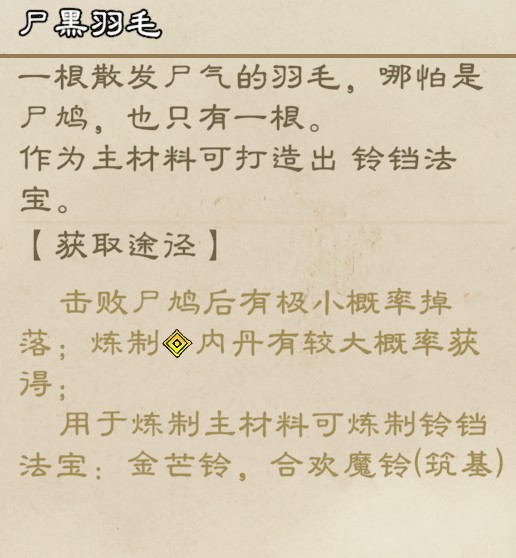 尸黑羽毛
一根散发尸气的羽毛，哪怕是
尸鸠，也只有一根。
作为主材料可打造出 铃铛法
宝。
【获取途径】
击败尸鸠后有极小概率掉
落；炼制内丹有较大概率获
得；
用于炼制主材料可炼制铃铛
法宝：金芒铃，合欢魔铃(筑基)